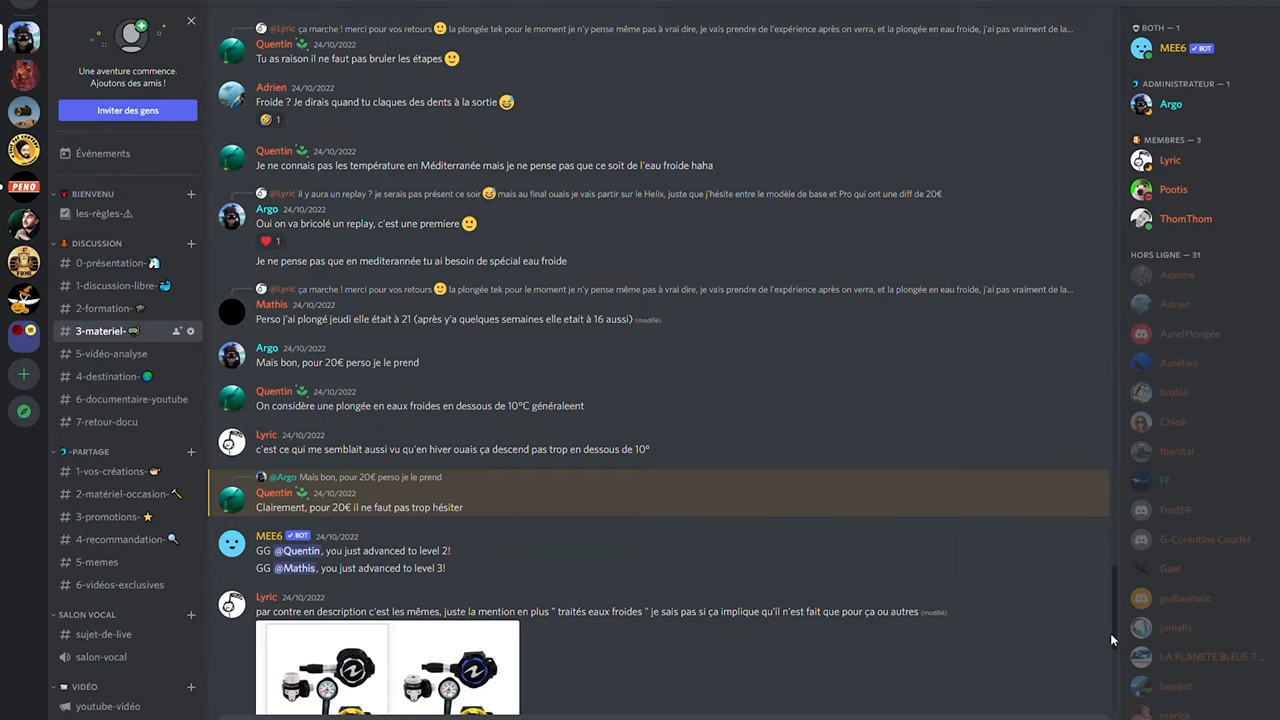 Une aventure commence.
Ajoutons des amis !
Inviter des gens
Événements
BIENVENU
les-règles-⚠
DISCUSSION
0-présentation-
1-discussion-libre-
2-formation-
3-materiel-
5-vidéo-analyse
4-destination-
6-documentaire-youtube
7-retour-docu
-PARTAGE
1-vos-créations-
2-matériel-occasion-
3-promotions-
4-recommandation-
5-memes
6-vidéos-exclusives
SALON VOCAL
sujet-de-live
salon-vocal
VIDÉO
youtube-vidéo
PENO
@Lyric ça marche ! merci pour vos retours 🙂 la plongée tek pour le moment je n'y pense même pas à vrai dire, je vais prendre de l'expérience après on verra, et la plongée en eau froide, j'ai pas vraiment de la...
Quentin 24/10/2022
Tu as raison il ne faut pas bruler les étapes 🙂
Adrien 24/10/2022
Froide ? Je dirais quand tu claques des dents à la sortie 😅
🤣 1
Quentin 24/10/2022
Je ne connais pas les température en Méditerranée mais je ne pense pas que ce soit de l'eau froide haha
@Lyric il y aura un replay ? je serais pas présent ce soir 😅 mais au final ouais je vais partir sur le Helix, juste que j'hésite entre le modèle de base et Pro qui ont une diff de 20€
Argo 24/10/2022
Oui on va bricolé un replay, c'est une premiere 🙂
❤️ 1
Je ne pense pas que en mediterannée tu ai besoin de spécial eau froide
@Lyric ça marche ! merci pour vos retours 🙂 la plongée tek pour le moment je n'y pense même pas à vrai dire, je vais prendre de l'expérience après on verra, et la plongée en eau froide, j'ai pas vraiment de la...
Mathis 24/10/2022
Perso j'ai plongé jeudi elle était à 21 (après y'a quelques semaines elle etait à 16 aussi) (modifié)
Argo 24/10/2022
Mais bon, pour 20€ perso je le prend
Quentin 24/10/2022
On considère une plongée en eaux froides en dessous de 10°C généraleent
Lyric 24/10/2022
c'est ce qui me semblait aussi vu qu'en hiver ouais ça descend pas trop en dessous de 10°
@Argo Mais bon, pour 20€ perso je le prend
Quentin 24/10/2022
Clairement, pour 20€ il ne faut pas trop hésiter
MEE6 ✓ BOT 24/10/2022
GG @Quentin, you just advanced to level 2!
GG @Mathis, you just advanced to level 3!
Lyric 24/10/2022
par contre en description c'est les mêmes, juste la mention en plus " traités eaux froides " je sais pas si ça implique qu'il n'est fait que pour ça ou autres (modifié)
BOTH — 1
MEE6 ✓ BOT
ADMINISTRATEUR — 1
Argo
MEMBRES — 3
Lyric
Pootis
ThomThom
HORS LIGNE — 31
Adeline
Adrien
AurelPlongée
Aurélien
brol66
Chloé
fbenital
FF
Fred59
G-Corentine Courlet
Gael
guillaumelc
jomalix
LA PLANETE BLEUE T...
laurent